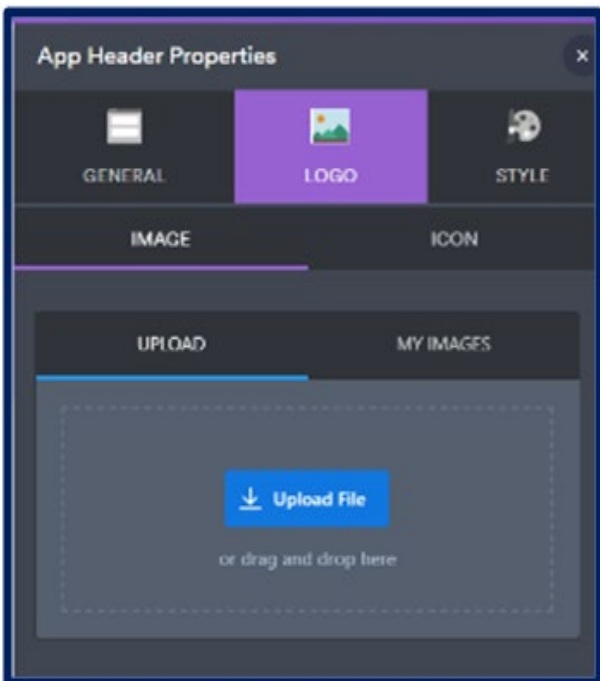 App Header Properties
×
GENERAL
LOGO
STYLE
IMAGE
ICON
UPLOAD
MY IMAGES
Upload File
or drag and drop here